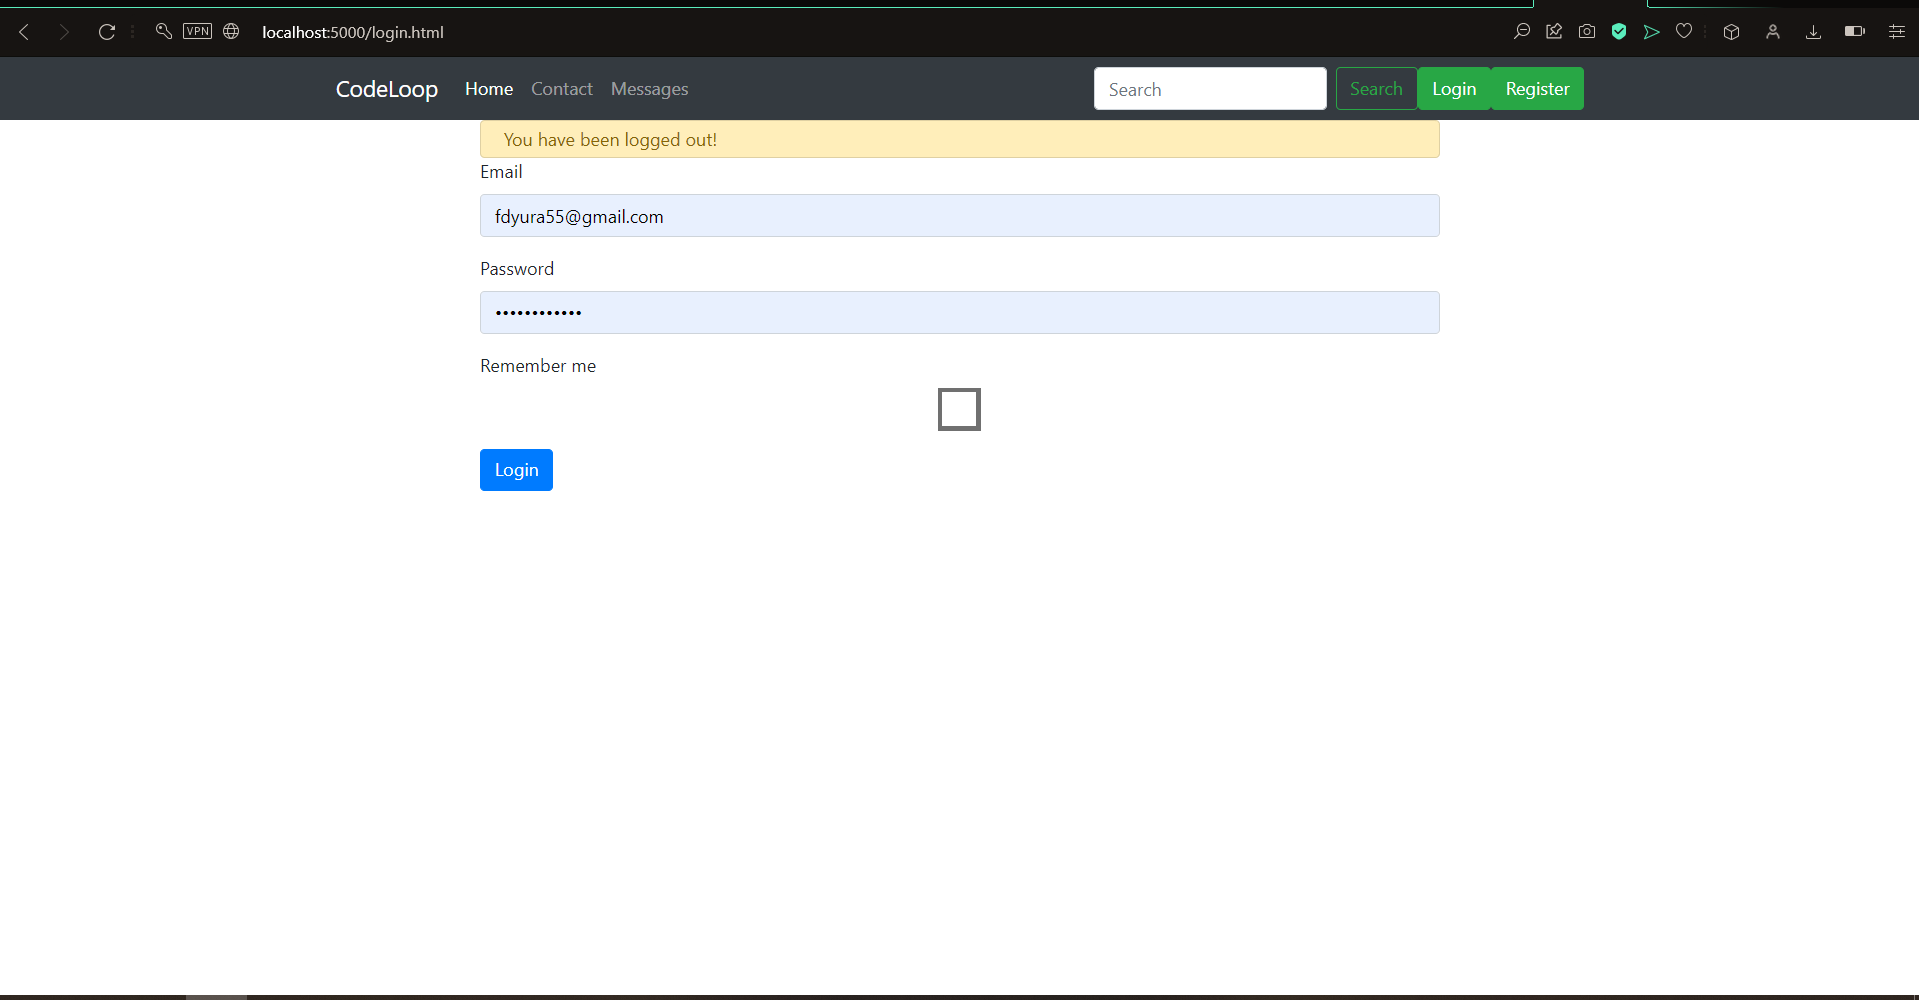 VPN localhost:5000/login.html
CodeLoop Home Contact Messages Search Search Login Register
You have been logged out!
Email
fdyura55@gmail.com
Password
••••••••••••
Remember me
Login